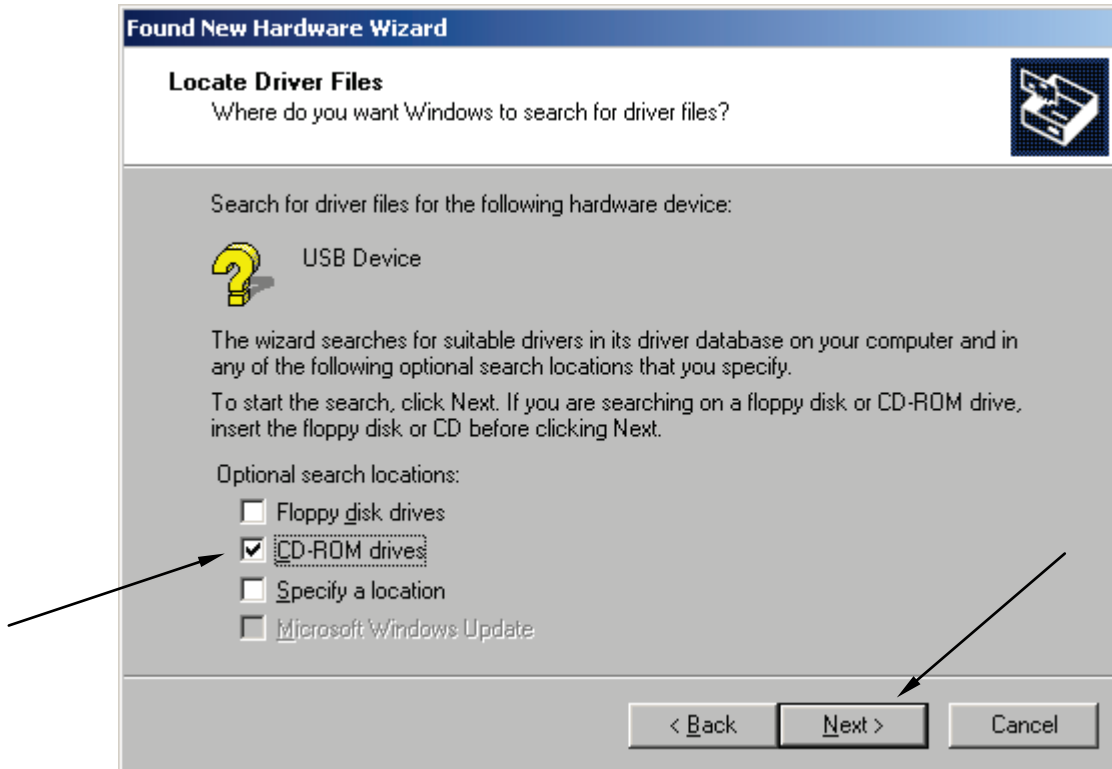 Found New Hardware Wizard
Locate Driver Files
Where do you want Windows to search for driver files?
Search for driver files for the following hardware device:
USB Device
The wizard searches for suitable drivers in its driver database on your computer and in
any of the following optional search locations that you specify.
To start the search, click Next. If you are searching on a floppy disk or CD-ROM drive,
insert the floppy disk or CD before clicking Next.
Optional search locations:
Floppy disk drives
CD-ROM drives
Specify a location
Microsoft Windows Update
< Back Next > Cancel